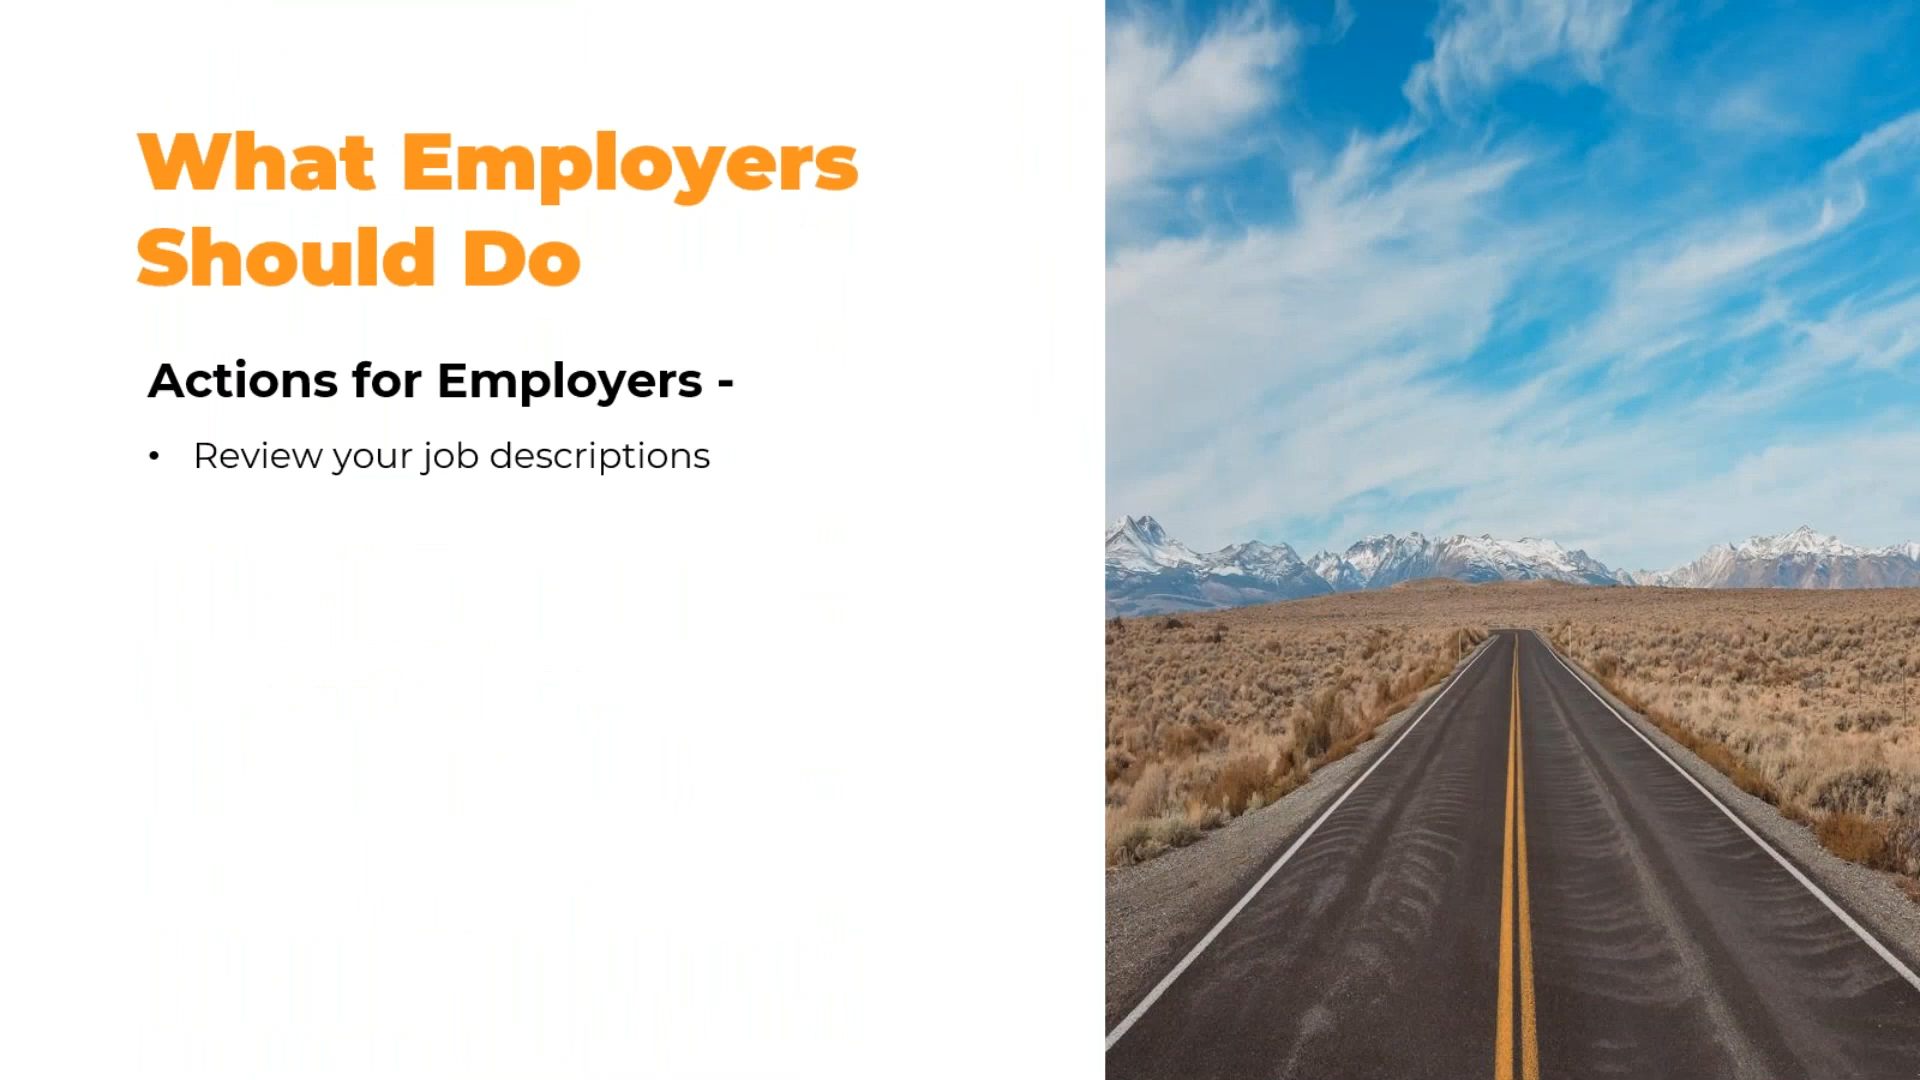 What Employers
Should Do
Actions for Employers -
• Review your job descriptions